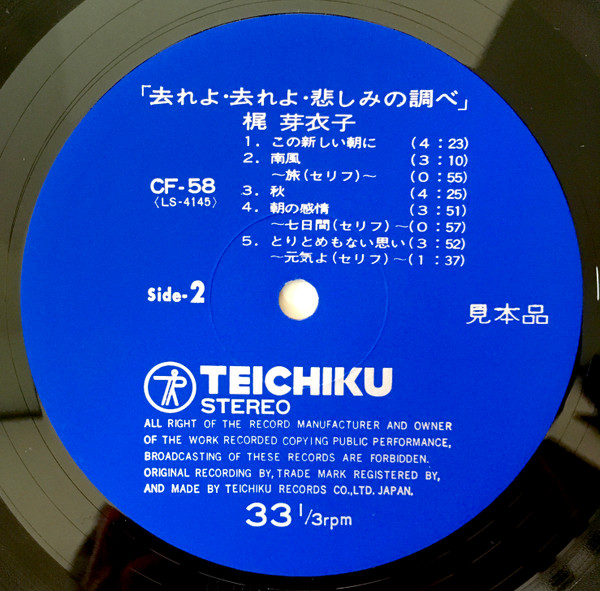 「去れよ・去れよ・悲しみの調べ」
梶 芽衣子
1. この新しい朝に (4:23)
2. 南風 (3:10)
～旅(セリフ)～ (0:55)
3. 秋 (4:25)
4. 朝の感情 (3:51)
～七日間(セリフ)～(0:57)
5. とりとめもない思い(3:52)
～元気よ(セリフ)～(1:37)
CF-58
〈LS-4145〉
Side-2
見本品
TEICHIKU
STEREO
ALL RIGHT OF THE RECORD MANUFACTURER AND OWNER
OF THE WORK RECORDED COPYING PUBLIC PERFORMANCE,
BROADCASTING OF THESE RECORDS ARE FORBIDDEN.
ORIGINAL RECORDING BY, TRADE MARK REGISTERED BY,
AND MADE BY TEICHIKU RECORDS CO.,LTD. JAPAN.
33 1/3rpm